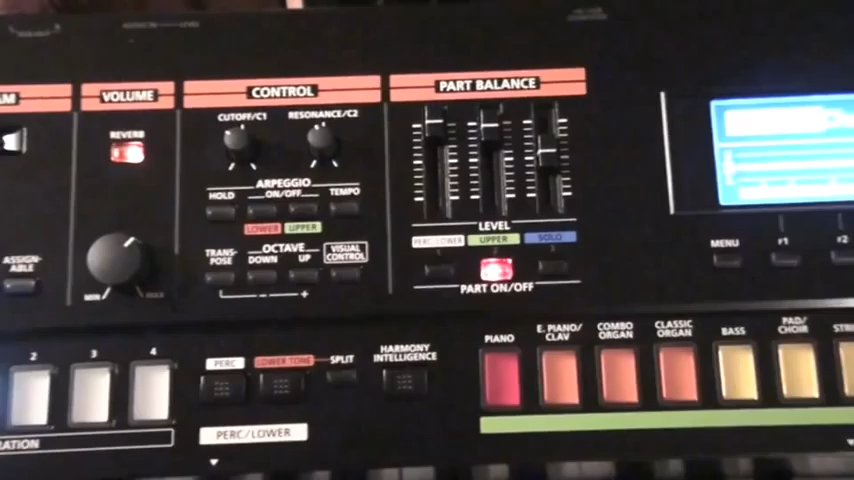 VOLUME
CONTROL
PART BALANCE
CUTOFF/C1
RESONANCE/C2
REVERB
ARPEGGIO
HOLD
ON/OFF
TEMPO
LOWER
UPPER
LEVEL
PERC/LOWER
UPPER
SOLO
ASSIGN-
ABLE
TRANS-
POSE
OCTAVE
DOWN
UP
VISUAL
CONTROL
MENU
F1
F2
MIN
MAX
- +
PART ON/OFF
2
3
4
PERC
LOWER TONE
SPLIT
HARMONY
INTELLIGENCE
PIANO
E. PIANO/
CLAV
COMBO
ORGAN
CLASSIC
ORGAN
BASS
PAD/
CHOIR
PERC/LOWER